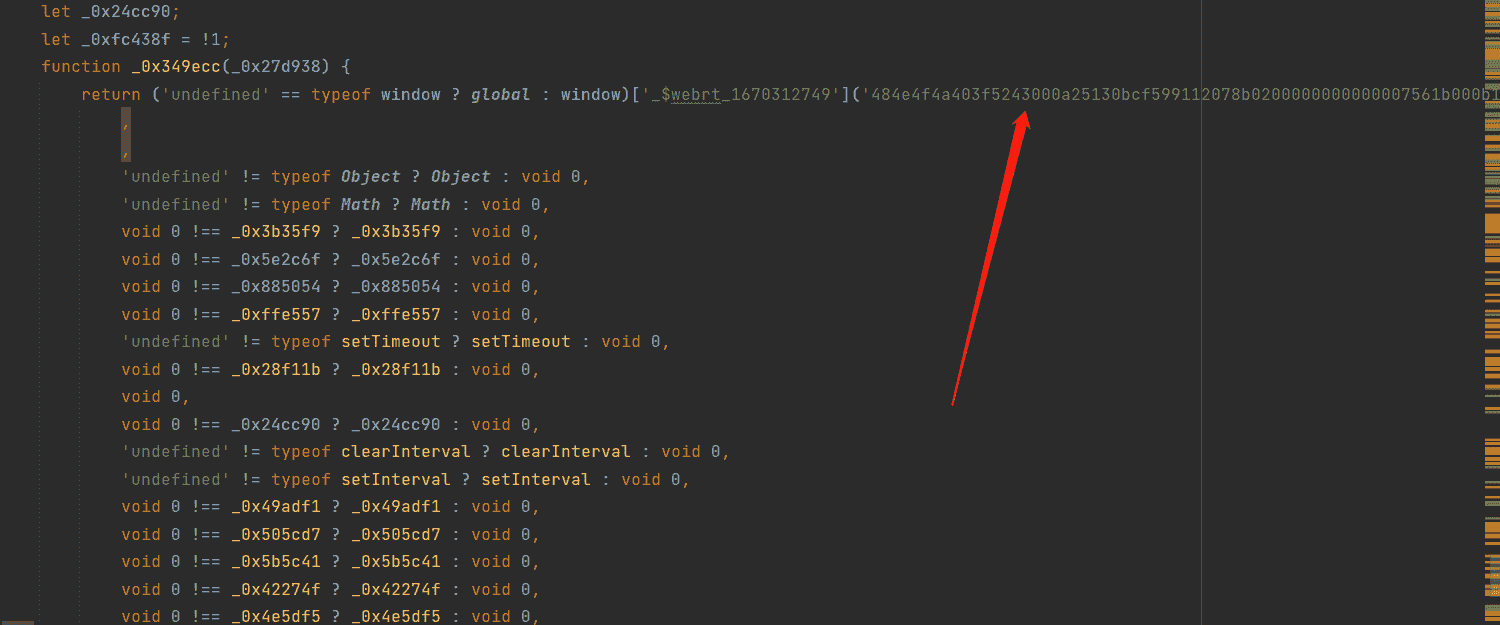 let _0x24cc90;
let _0xfc438f = !1;
function _0x349ecc(_0x27d938) {
return ('undefined' == typeof window ? global : window)['_$webrt_1670312749']('484e4f4a403f5243000a25130bcf599112078b0200000000000007561b000b1
,
,
'undefined' != typeof Object ? Object : void 0,
'undefined' != typeof Math ? Math : void 0,
void 0 !== _0x3b35f9 ? _0x3b35f9 : void 0,
void 0 !== _0x5e2c6f ? _0x5e2c6f : void 0,
void 0 !== _0x885054 ? _0x885054 : void 0,
void 0 !== _0xffe557 ? _0xffe557 : void 0,
'undefined' != typeof setTimeout ? setTimeout : void 0,
void 0 !== _0x28f11b ? _0x28f11b : void 0,
void 0,
void 0 !== _0x24cc90 ? _0x24cc90 : void 0,
'undefined' != typeof clearInterval ? clearInterval : void 0,
'undefined' != typeof setInterval ? setInterval : void 0,
void 0 !== _0x49adf1 ? _0x49adf1 : void 0,
void 0 !== _0x505cd7 ? _0x505cd7 : void 0,
void 0 !== _0x5b5c41 ? _0x5b5c41 : void 0,
void 0 !== _0x42274f ? _0x42274f : void 0,
void 0 !== _0x4e5df5 ? _0x4e5df5 : void 0,